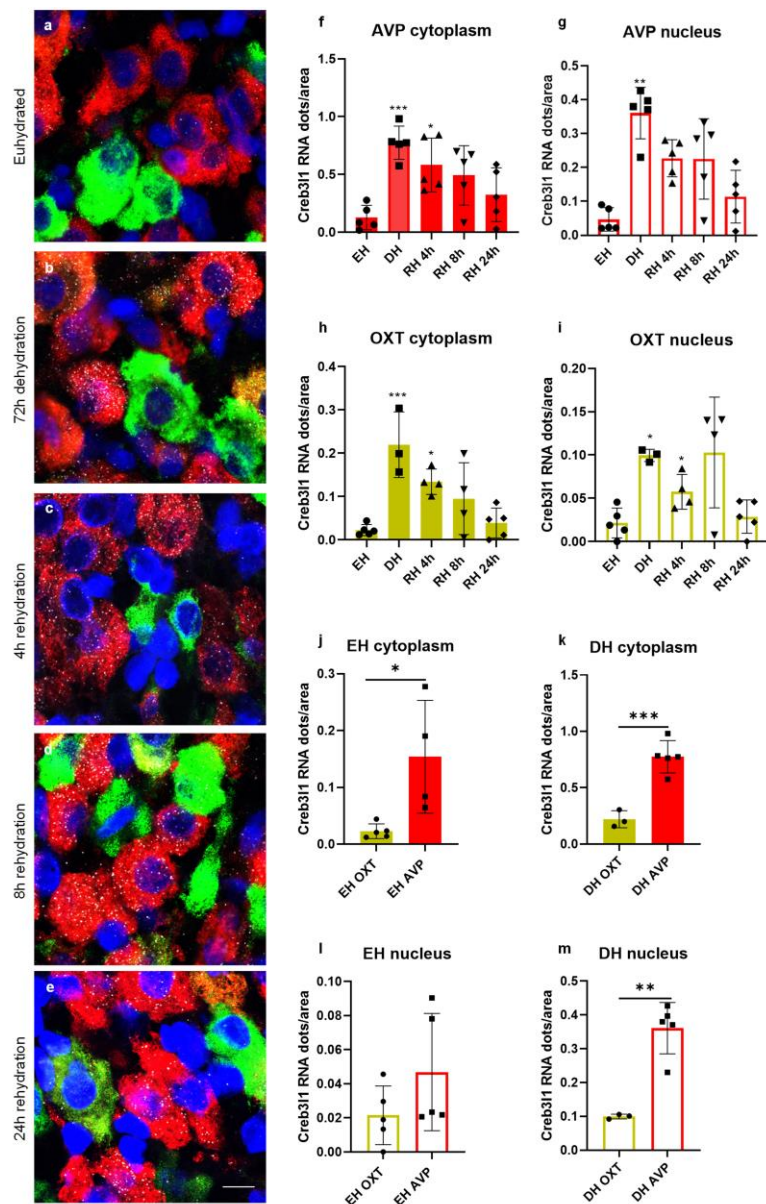 a
Euhydrated
b
72h dehydration
c
4h rehydration
d
8h rehydration
e
24h rehydration
f
AVP cytoplasm
Creb3l1 RNA dots/area
1.0
0.5
0.0
***
*
EH
DH
RH 4h
RH 8h
RH 24h
g
AVP nucleus
Creb3l1 RNA dots/area
0.5
0.4
0.3
0.2
0.1
0.0
**
EH
DH
RH 4h
RH 8h
RH 24h
h
OXT cytoplasm
Creb3l1 RNA dots/area
0.4
0.3
0.2
0.1
0.0
***
*
EH
DH
RH 4h
RH 8h
RH 24h
i
OXT nucleus
Creb3l1 RNA dots/area
0.20
0.15
0.10
0.05
0.00
*
*
EH
DH
RH 4h
RH 8h
RH 24h
j
EH cytoplasm
Creb3l1 RNA dots/area
0.3
0.2
0.1
0.0
*
EH OXT
EH AVP
k
DH cytoplasm
Creb3l1 RNA dots/area
1.5
1.0
0.5
0.0
***
DH OXT
DH AVP
l
EH nucleus
Creb3l1 RNA dots/area
0.10
0.08
0.06
0.04
0.02
0.00
EH OXT
EH AVP
m
DH nucleus
Creb3l1 RNA dots/area
0.5
0.4
0.3
0.2
0.1
0.0
**
DH OXT
DH AVP